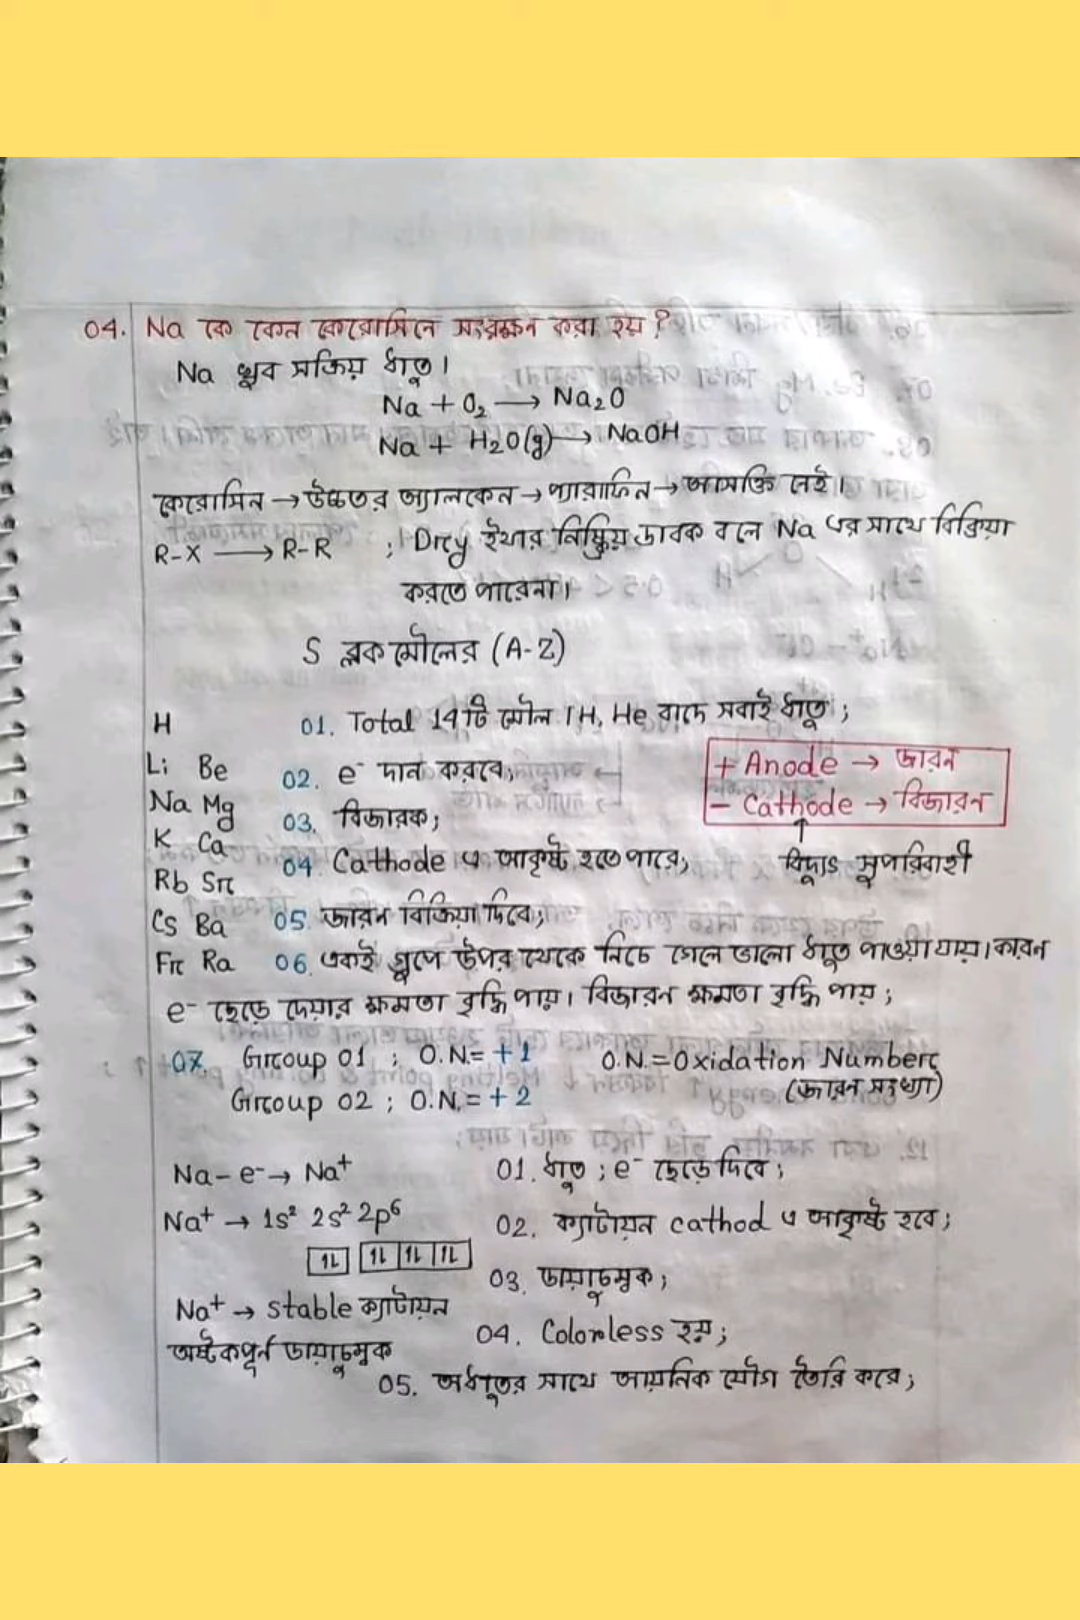 04. Na কে কেন কেরোসিনে সংরক্ষন করা হয় ?
Na খুব সক্রিয় ধাতু।
Na + O₂ ⟶ Na₂O
Na + H₂O(g) ⟶ NaOH
কেরোসিন → উচ্চতর অ্যালকেন → প্যারাফিন → আসক্তি নেই।
R-X ⟶ R-R ; Dry ইথার নিষ্ক্রিয় দ্রাবক বলে Na এর সাথে বিক্রিয়া
করতে পারেনা।
S ব্লক মৌলের (A-Z)
H 01. Total 14টি মৌল । H, He বাদে সবাই ধাতু ;
+ Anode → জারন
Li Be 02. e⁻ দান করবে;
- Cathode → বিজারন
Na Mg 03. বিজারক;
K Ca 04. Cathode এ আকৃষ্ট হতে পারে; ↑ বিদ্যুৎ সুপরিবাহী
Rb Sr
Cs Ba 05. জারন বিক্রিয়া দিবে;
Fr Ra 06. একই গ্রুপে উপর থেকে নিচে গেলে ভালো ধাতু পাওয়া যায়। কারন
e⁻ ছেড়ে দেয়ার ক্ষমতা বৃদ্ধি পায়। বিজারন ক্ষমতা বৃদ্ধি পায় ;
07. Group 01 ; O.N. = +1 O.N. = Oxidation Number
Group 02 ; O.N. = +2 (জারন সংখ্যা)
Na - e⁻ → Na⁺ 01. ধাতু ; e⁻ ছেড়ে দিবে ;
Na⁺ → 1s² 2s² 2p⁶ 02. ক্যাটায়ন cathod এ আকৃষ্ট হবে ;
1L 1L 1L 1L
03. ডায়াচুম্বক ;
Na⁺ → stable ক্যাটায়ন
04. Colorless হয় ;
অষ্টকপূর্ন ডায়াচুম্বক
05. অধাতুর সাথে আয়নিক যৌগ তৈরি করে ;